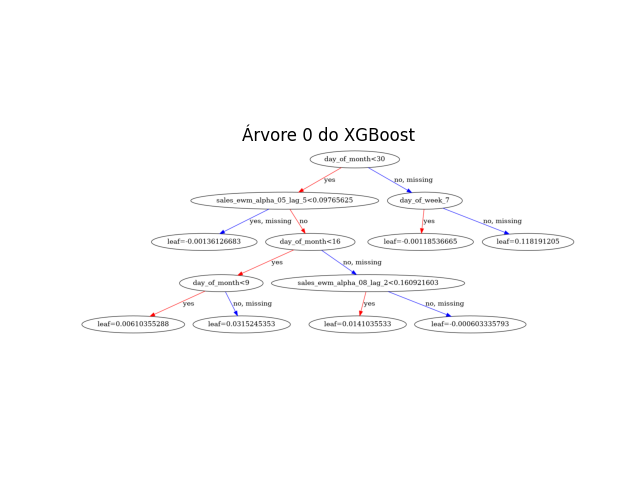 Árvore 0 do XGBoost
day_of_month<30
yes
no, missing
sales_ewm_alpha_05_lag_5<0.09765625
day_of_week_7
yes, missing
no
yes
no, missing
leaf=-0.00136126683
day_of_month<16
leaf=-0.00118536665
leaf=0.118191205
yes
no, missing
day_of_month<9
sales_ewm_alpha_08_lag_2<0.160921603
yes
no, missing
yes
no, missing
leaf=0.00610355288
leaf=0.0315245353
leaf=0.0141035533
leaf=-0.000603335793